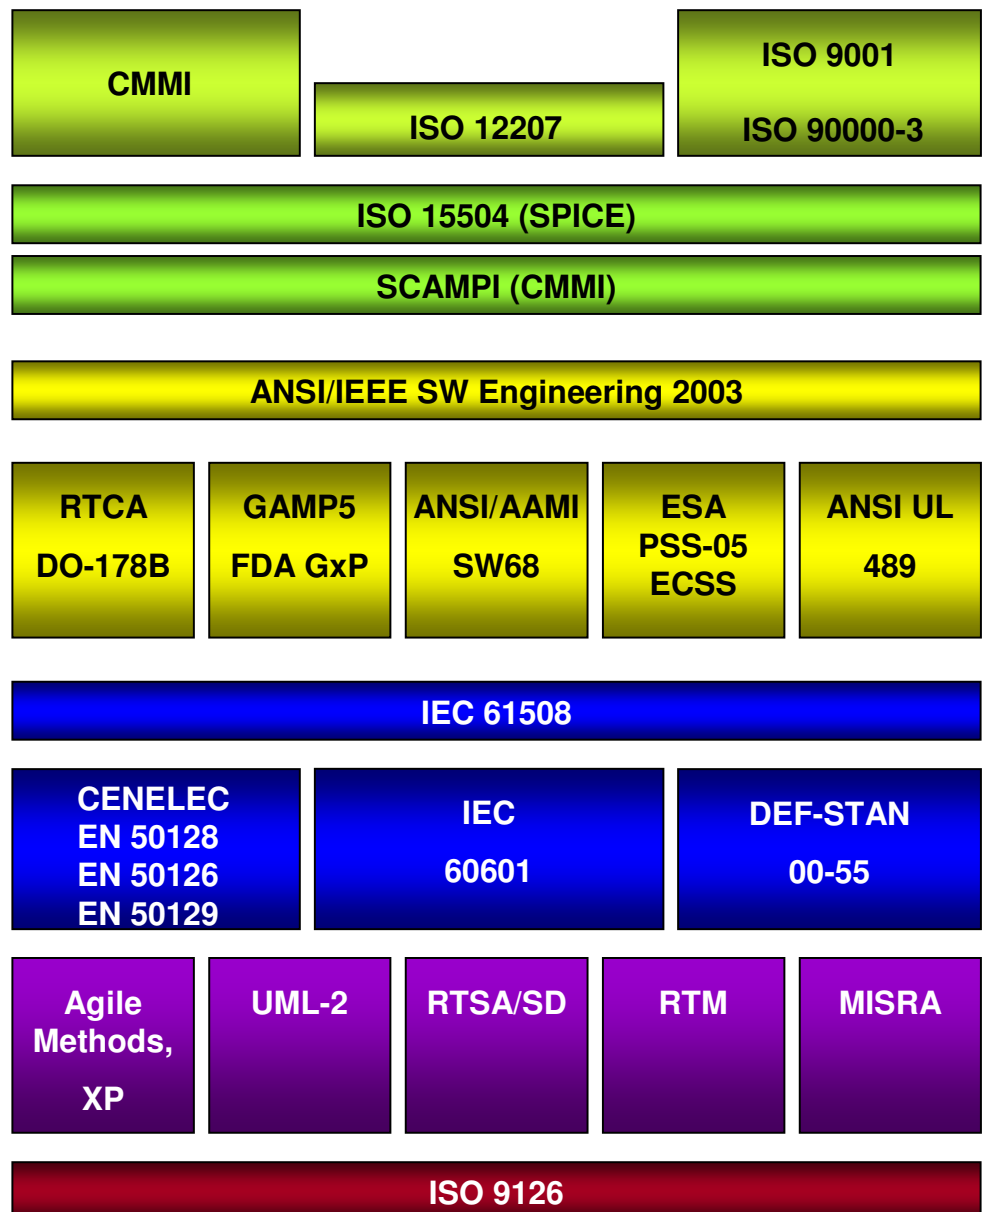 CMMI
ISO 12207
ISO 9001
ISO 90000-3
ISO 15504 (SPICE)
SCAMPI (CMMI)
ANSI/IEEE SW Engineering 2003
RTCA
DO-178B
GAMP5
FDA GxP
ANSI/AAMI
SW68
ESA
PSS-05
ECSS
ANSI UL
489
IEC 61508
CENELEC
EN 50128
EN 50126
EN 50129
IEC
60601
DEF-STAN
00-55
Agile
Methods,
XP
UML-2
RTSA/SD
RTM
MISRA
ISO 9126